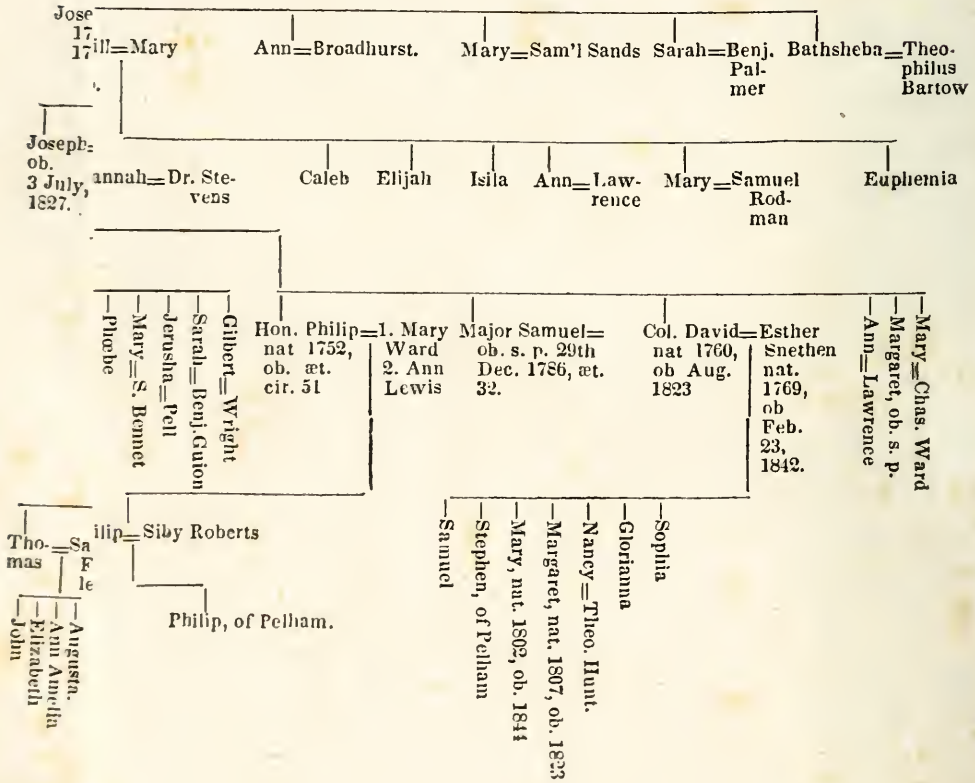 Jose
17
17
ill=Mary
Ann=Broadhurst.
Mary=Sam'l Sands
Sarah=Benj.
Pal-
mer
Bathsheba=Theo-
philus
Bartow
Joseph=
ob.
3 July,
1827.
annah=Dr. Ste-
vens
Caleb
Elijah
Isila
Ann=Law-
rence
Mary=Samuel
Rod-
man
Euphemia
Phœbe
Mary=S. Bennet
Jerusha=Pell
Sarah=Benj. Guion
Gilbert=Wright
Hon. Philip=1. Mary
nat 1752, Ward
ob. æt. 2. Ann
cir. 51 Lewis
Major Samuel=
ob. s. p. 29th
Dec. 1786, æt.
32.
Col. David=Esther
nat 1760, Snethen
ob Aug. nat.
1823 1769,
ob
Feb.
23,
1842.
Ann=Lawrence
Margaret, ob. s. p.
Mary=Chas. Ward
Tho-=Sa
mas F
le
ilip=Siby Roberts
Philip, of Pelham.
John
Elizabeth
Ann Amelia
Augusta.
Samuel
Stephen, of Pelham
Mary, nat. 1802, ob. 1844
Margaret, nat. 1807, ob. 1823
Nancy=Theo. Hunt.
Glorianna
Sophia